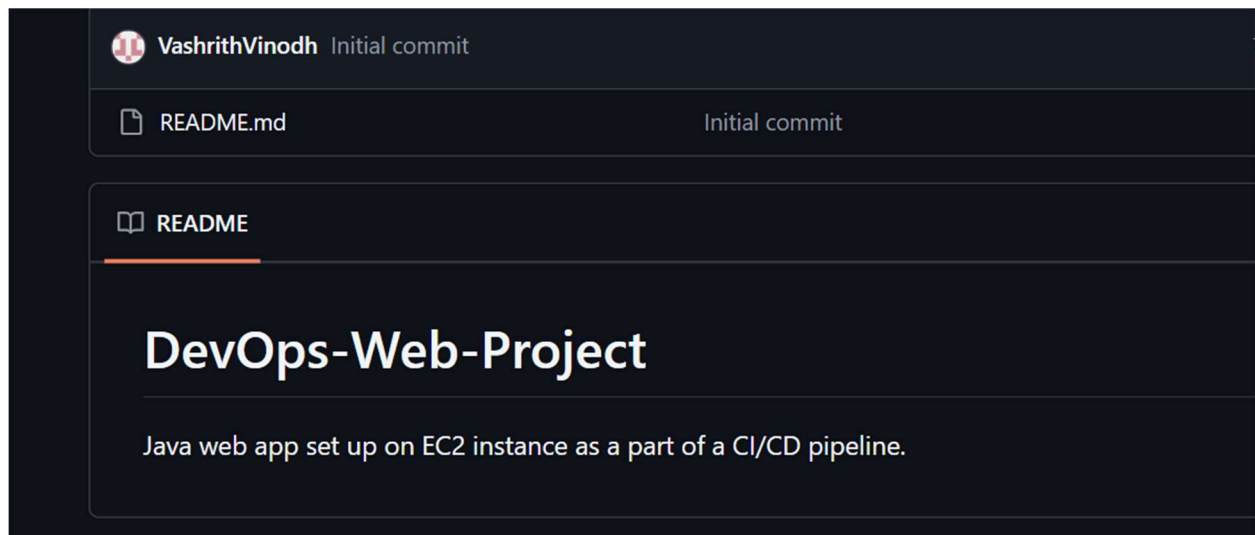 VashrithVinodh Initial commit
README.md Initial commit
README
DevOps-Web-Project
Java web app set up on EC2 instance as a part of a CI/CD pipeline.